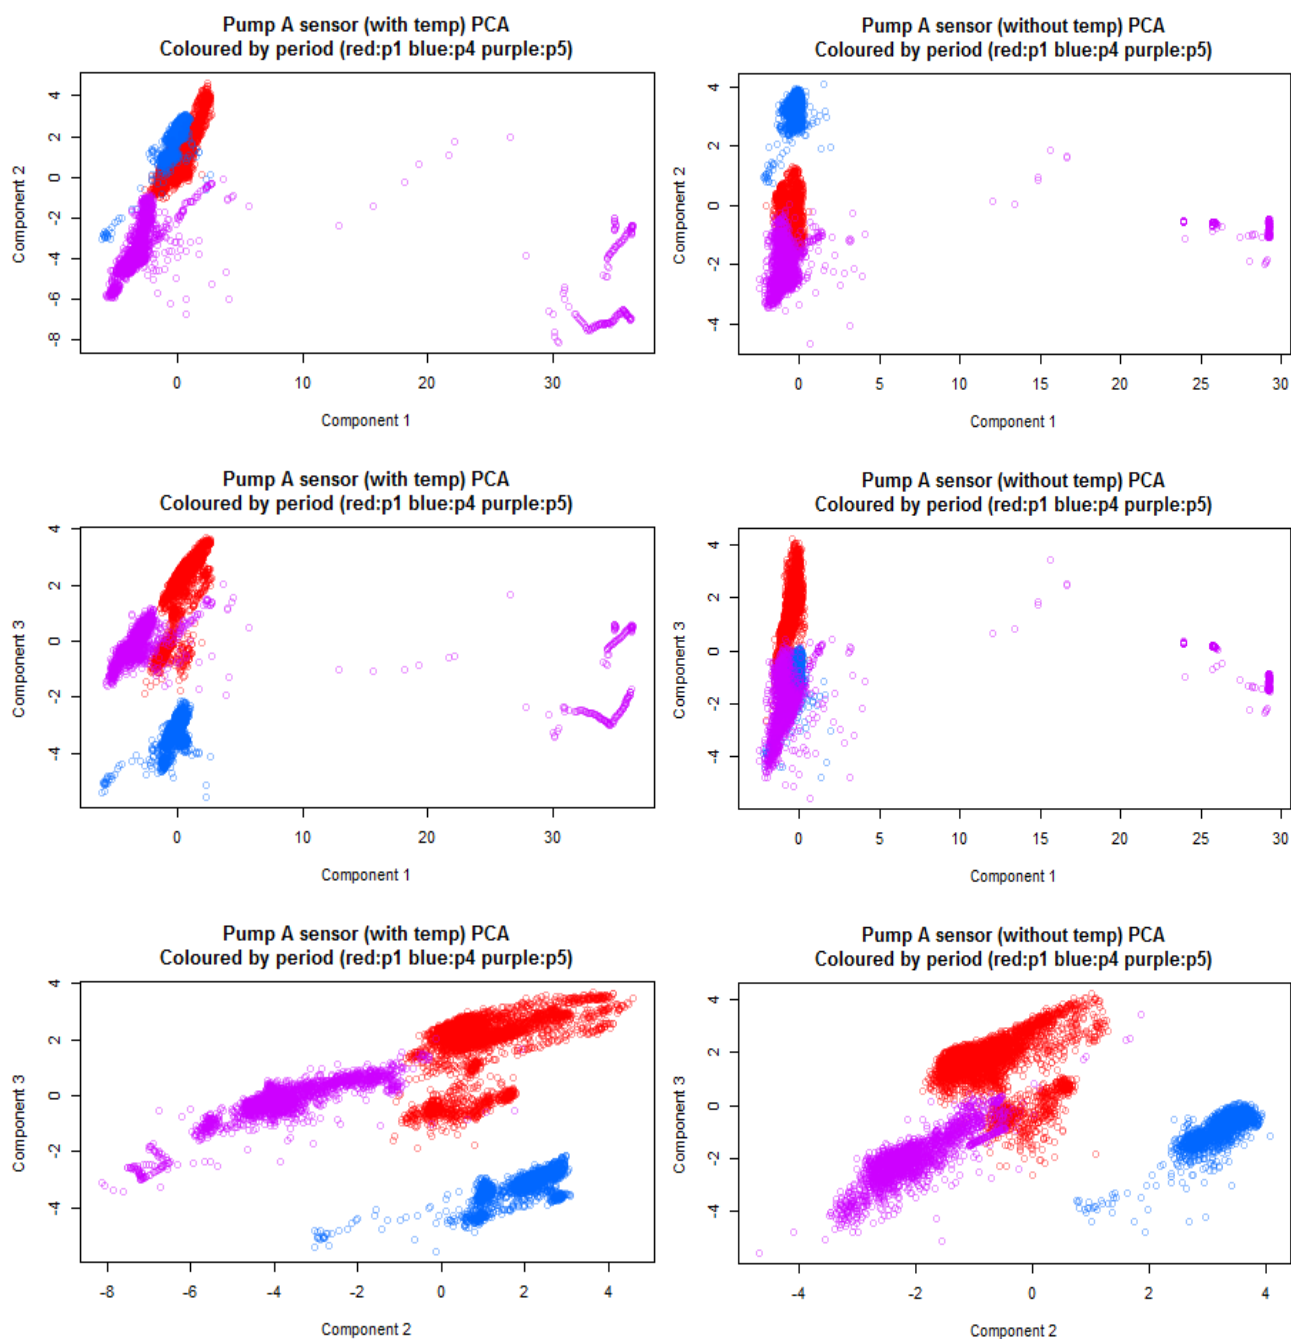 Pump A sensor (with temp) PCA
Coloured by period (red:p1 blue:p4 purple:p5)
4
2
0
-2
-4
-6
-8
Component 2
0
10
20
30
Component 1
Pump A sensor (without temp) PCA
Coloured by period (red:p1 blue:p4 purple:p5)
4
2
0
-2
-4
Component 2
0
5
10
15
20
25
30
Component 1
Pump A sensor (with temp) PCA
Coloured by period (red:p1 blue:p4 purple:p5)
4
2
0
-2
-4
Component 3
0
10
20
30
Component 1
Pump A sensor (without temp) PCA
Coloured by period (red:p1 blue:p4 purple:p5)
4
2
0
-2
-4
Component 3
0
5
10
15
20
25
30
Component 1
Pump A sensor (with temp) PCA
Coloured by period (red:p1 blue:p4 purple:p5)
4
2
0
-2
-4
Component 3
-8
-6
-4
-2
0
2
4
Component 2
Pump A sensor (without temp) PCA
Coloured by period (red:p1 blue:p4 purple:p5)
4
2
0
-2
-4
Component 3
-4
-2
0
2
4
Component 2